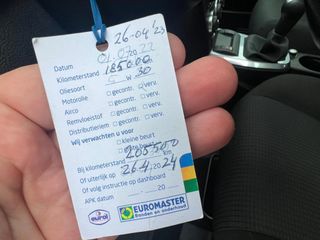 26-04-'23
Datum 01.07.2022
Kilometerstand 185000
Oliesoort 5 W 30
Motorolie □ gecontr. □ verv.
Airco □ gecontr. □ verv.
Remvloeistof □ gecontr. □ verv.
Distributieriem □ gecontr. □ verv.
Wij verwachten u voor
□ kleine beurt
beurt
Bij kilometerstand 205500 km
Of uiterlijk op 26-4-2024
Of volg instructie op dashboard
APK datum - - 20
eurol
EUROMASTER
Banden en onderhoud